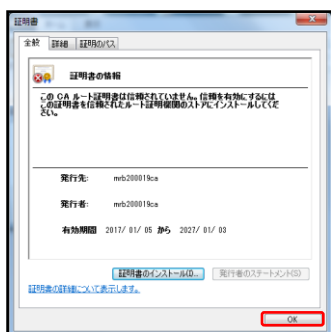 証明書
全般 詳細 証明のパス
証明書の情報
この CA ルート証明書は信頼されていません。信頼を有効にするには
この証明書を信頼されたルート証明機関のストアにインストールしてくだ
さい。
発行先: mrb200019ca
発行者: mrb200019ca
有効期間 2017/ 01/ 05 から 2027/ 01/ 03
証明書のインストール(I)... 発行者のステートメント(S)
証明書の詳細について表示します。
OK